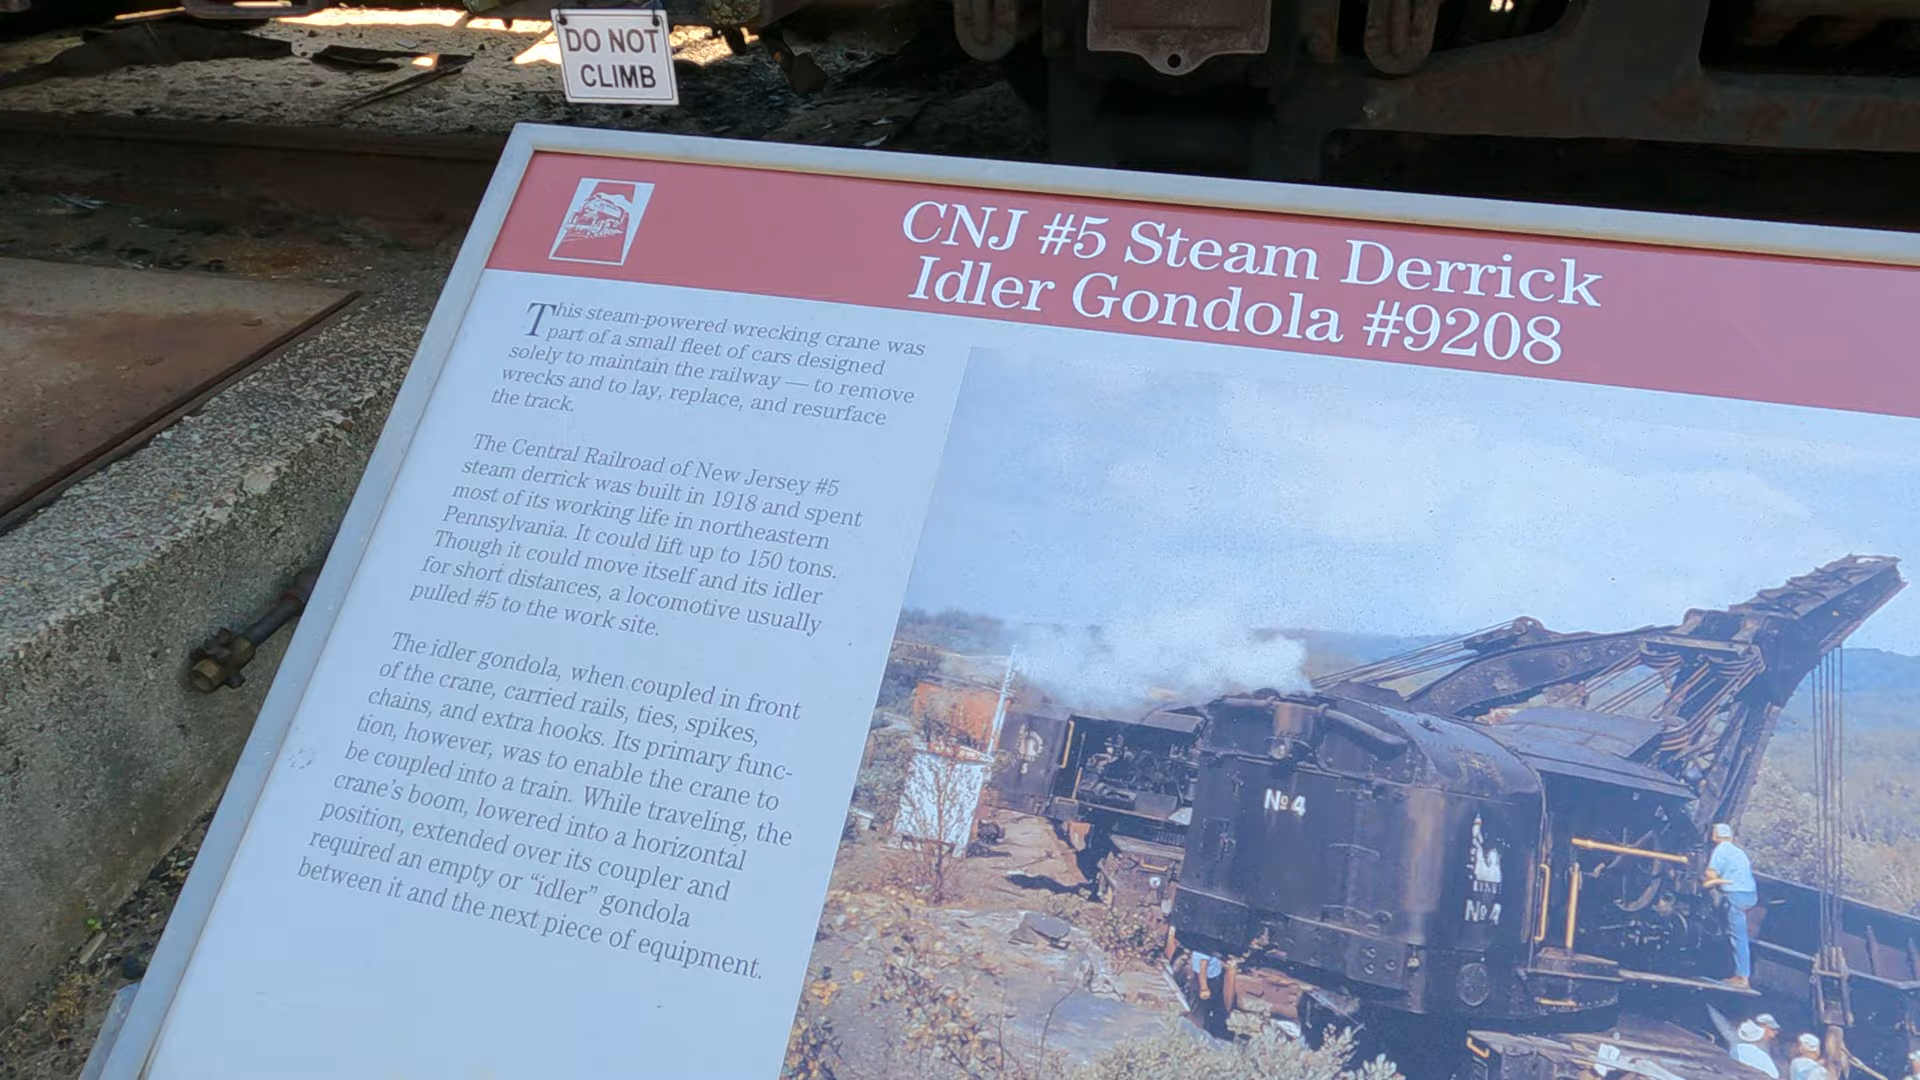 DO NOT
CLIMB
CNJ #5 Steam Derrick
Idler Gondola #9208
This steam-powered wrecking crane was
part of a small fleet of cars designed
solely to maintain the railway — to remove
wrecks and to lay, replace, and resurface
the track.
The Central Railroad of New Jersey #5
steam derrick was built in 1918 and spent
most of its working life in northeastern
Pennsylvania. It could lift up to 150 tons.
Though it could move itself and its idler
for short distances, a locomotive usually
pulled #5 to the work site.
The idler gondola, when coupled in front
of the crane, carried rails, ties, spikes,
chains, and extra hooks. Its primary func-
tion, however, was to enable the crane to
be coupled into a train. While traveling, the
crane's boom, lowered into a horizontal
position, extended over its coupler and
required an empty or “idler” gondola
between it and the next piece of equipment.
No 4
LINE
No 4